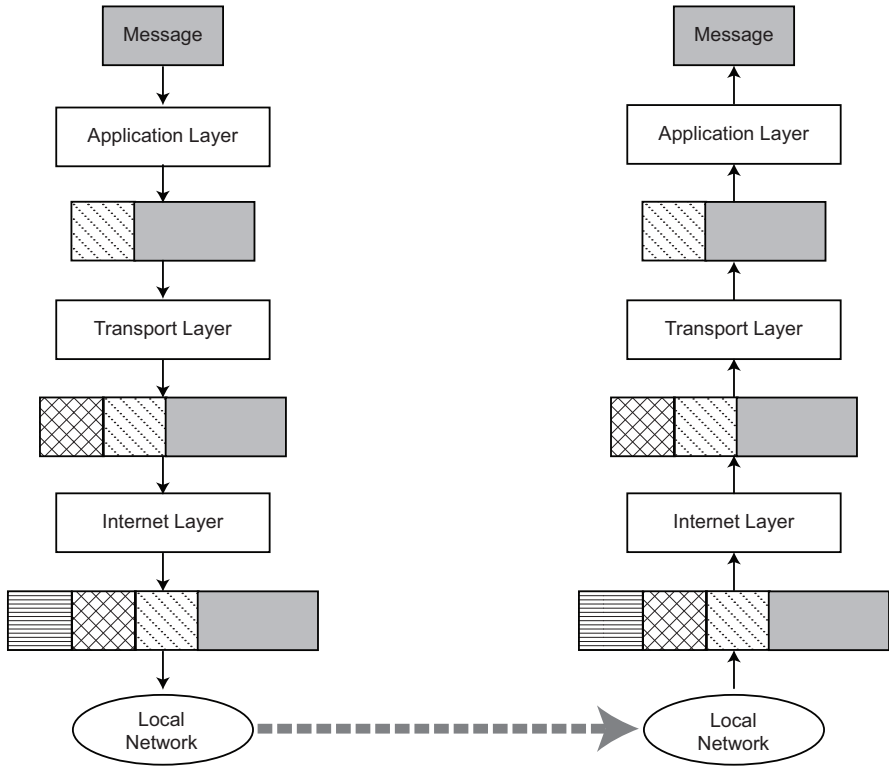 Message
Application Layer
Transport Layer
Internet Layer
Local
Network
Message
Application Layer
Transport Layer
Internet Layer
Local
Network